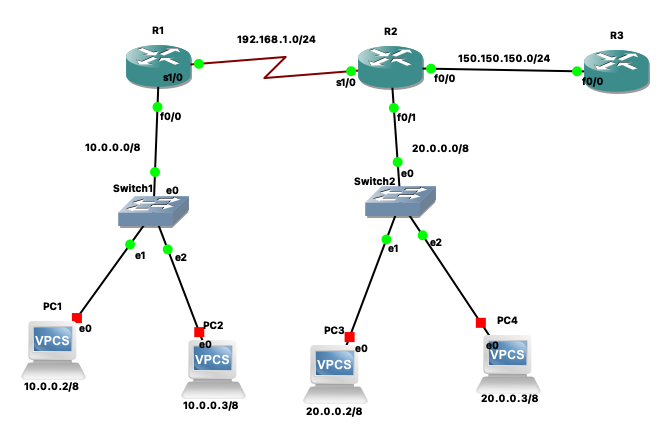 R1
R2
R3
192.168.1.0/24
150.150.150.0/24
s1/0
s1/0
f0/0
f0/0
f0/0
f0/1
10.0.0.0/8
20.0.0.0/8
Switch1
e0
Switch2
e0
e1
e2
e1
e2
PC1
e0
VPCS
10.0.0.2/8
PC2
e0
VPCS
10.0.0.3/8
PC3
e0
VPCS
20.0.0.2/8
PC4
e0
VPCS
20.0.0.3/8